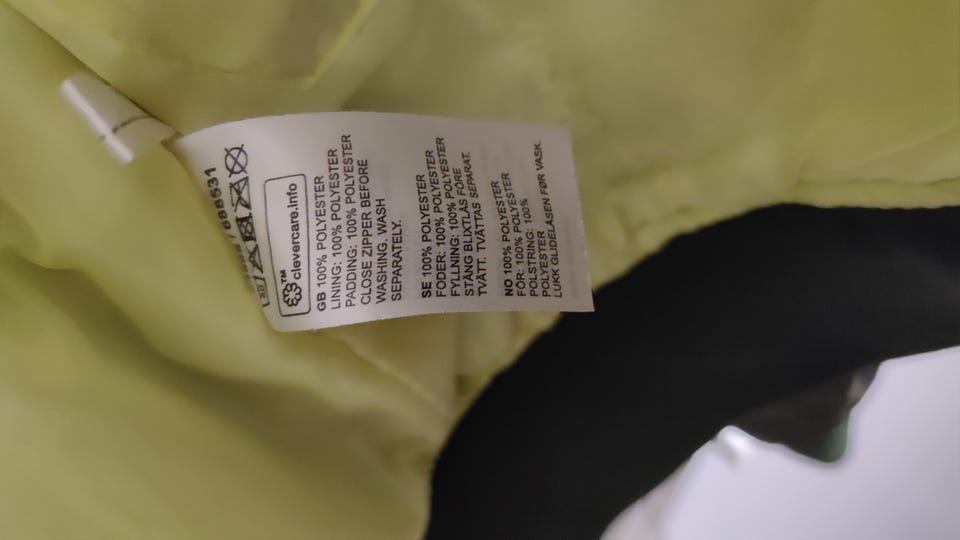 clevercare.info
GB 100% POLYESTER
LINING: 100% POLYESTER
PADDING: 100% POLYESTER
CLOSE ZIPPER BEFORE
WASHING. WASH
SEPARATELY.
SE 100% POLYESTER
FODER: 100% POLYESTER
FYLLNING: 100% POLYESTER
STÄNG BLIXTLÅS FÖRE
TVÄTT. TVÄTTAS SEPARAT.
NO 100% POLYESTER
FÔR: 100% POLYESTER
POLSTRING: 100%
POLYESTER
LUKK GLIDELÅSEN FØR VASK.